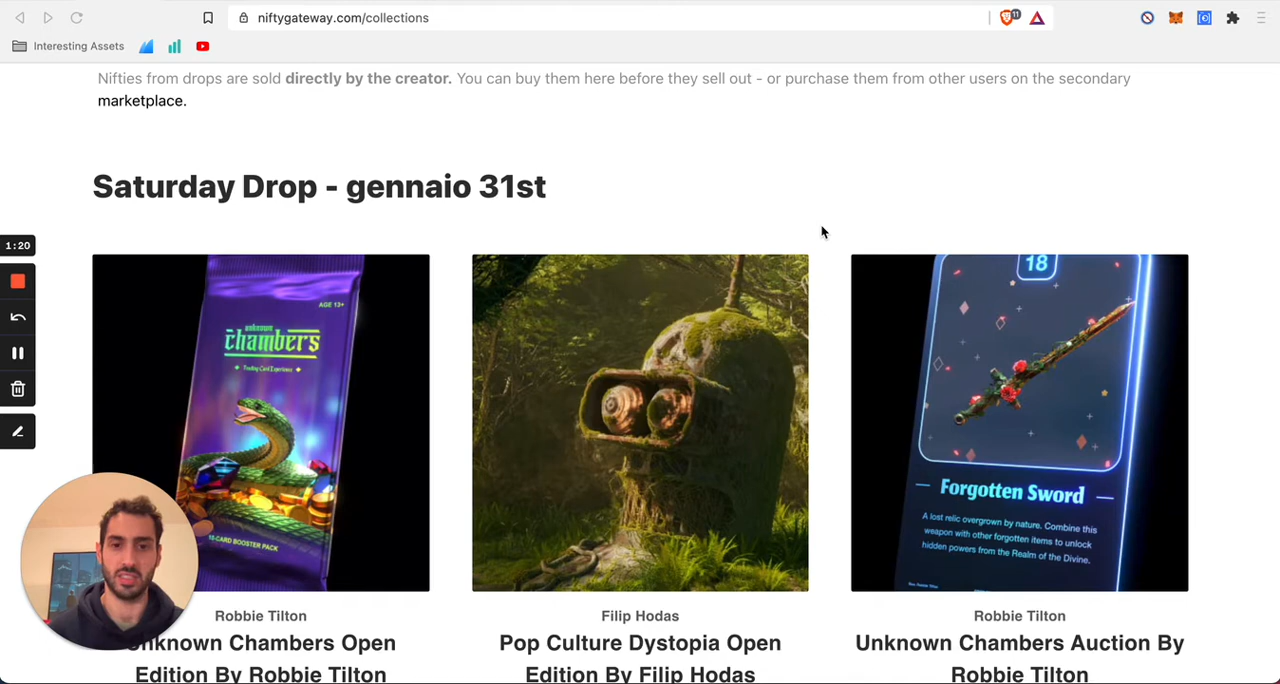 niftygateway.com/collections
11
Interesting Assets
Nifties from drops are sold directly by the creator. You can buy them here before they sell out - or purchase them from other users on the secondary
marketplace.
Saturday Drop - gennaio 31st
1:20
AGE 13+
unknown
chambers
Trading Card Experience
10-CARD BOOSTER PACK
18
Forgotten Sword
A lost relic overgrown by nature. Combine this
weapon with other forgotten items to unlock
hidden powers from the Realm of the Divine.
Robbie Tilton
Filip Hodas
Robbie Tilton
Unknown Chambers Open
Edition By Robbie Tilton
Pop Culture Dystopia Open
Edition By Filip Hodas
Unknown Chambers Auction By
Robbie Tilton